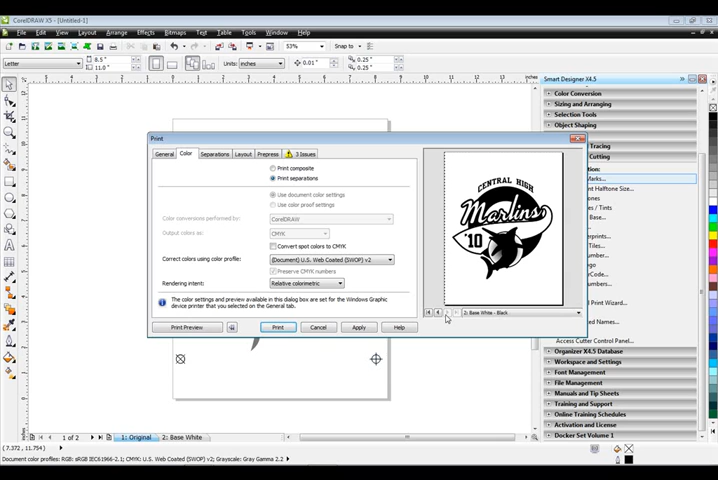 CorelDRAW X5 - [Untitled-1]
File Edit View Layout Arrange Effects Bitmaps Text Table Tools Window Help
53% Snap to
Letter 8.5" 11.0" Units: inches 0.01" 0.25" 0.25"
inches
Smart Designer X4.5
Color Conversion
Sizing and Arranging
Selection Tools
Object Shaping
Tracing
Cutting
Print
General Color Separations Layout Prepress 3 Issues
Print composite
Print separations
Use document color settings
Use color proof settings
Color conversions performed by: CorelDRAW
Output colors as: CMYK
Convert spot colors to CMYK
Correct colors using color profile: (Document) U.S. Web Coated (SWOP) v2
Preserve CMYK numbers
Rendering intent: Relative colorimetric
The color settings and preview available in this dialog box are set for the Windows Graphic
device printer that you selected on the General tab.
Print Preview Print Cancel Apply Help
CENTRAL HIGH
Marlins
'10
2: Base White - Black
Marks...
Halftone Size...
/ Tints
Base...
Access Cutter Control Panel...
Organizer X4.5 Database
Workspace and Settings
Font Management
File Management
Manuals and Tip Sheets
Training and Support
Online Training Schedules
Activation and License
Docker Set Volume 1
1 of 2 1: Original 2: Base White
(7.372, 11.754)
Document color profiles: RGB: sRGB IEC61966-2.1; CMYK: U.S. Web Coated (SWOP) v2; Grayscale: Gray Gamma 2.2